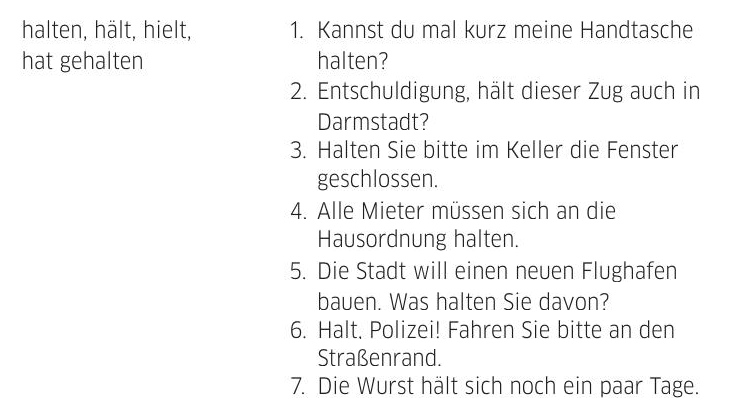 halten, hält, hielt,
hat gehalten
1. Kannst du mal kurz meine Handtasche
halten?
2. Entschuldigung, hält dieser Zug auch in
Darmstadt?
3. Halten Sie bitte im Keller die Fenster
geschlossen.
4. Alle Mieter müssen sich an die
Hausordnung halten.
5. Die Stadt will einen neuen Flughafen
bauen. Was halten Sie davon?
6. Halt, Polizei! Fahren Sie bitte an den
Straßenrand.
7. Die Wurst hält sich noch ein paar Tage.